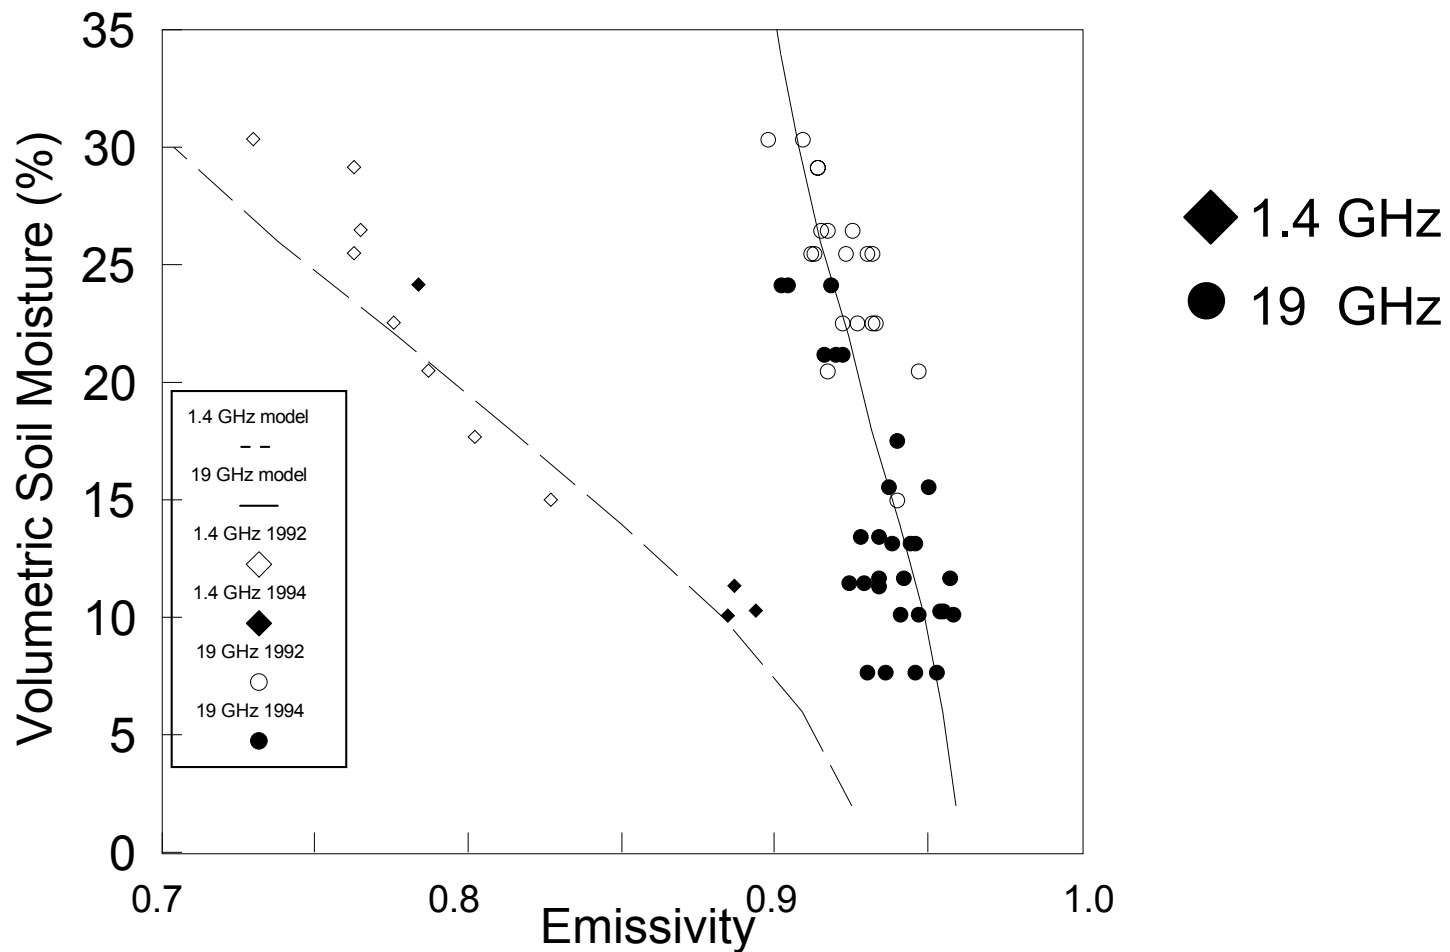 35
30
25
20
15
10
5
0
Volumetric Soil Moisture (%)
1.4 GHz model
19 GHz model
1.4 GHz 1992
1.4 GHz 1994
19 GHz 1992
19 GHz 1994
0.7 0.8 0.9 1.0
Emissivity
1.4 GHz
19 GHz